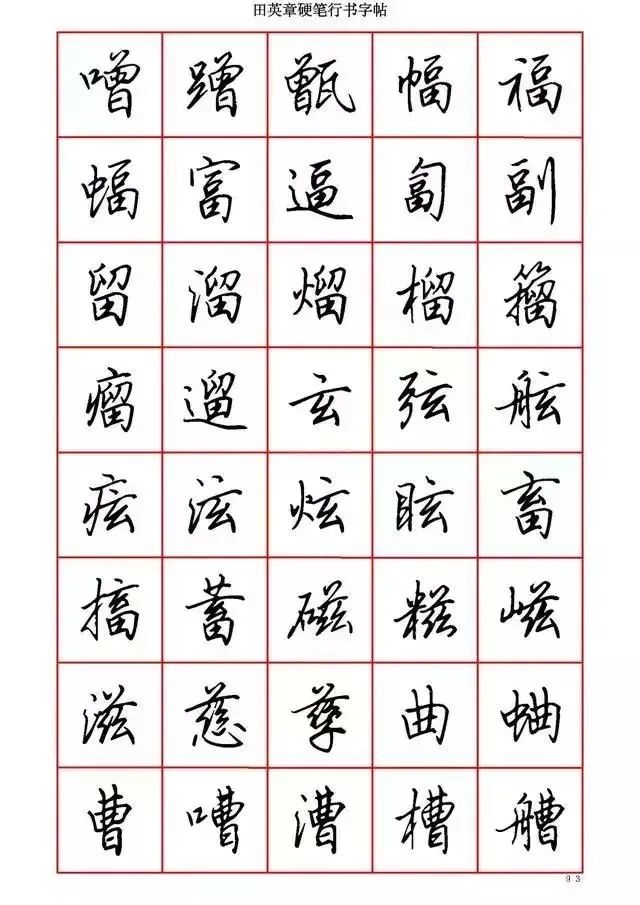 田英章硬笔行书字帖
噌 蹭 甑 幅 福
蝠 富 逼 匐 副
留 溜 熘 榴 籀
瘤 遛 玄 弦 舷
痃 泫 炫 眩 畜
搐 蓄 磁 糍 嵫
滋 慈 孳 曲 蛐
曹 嘈 漕 槽 艚
93